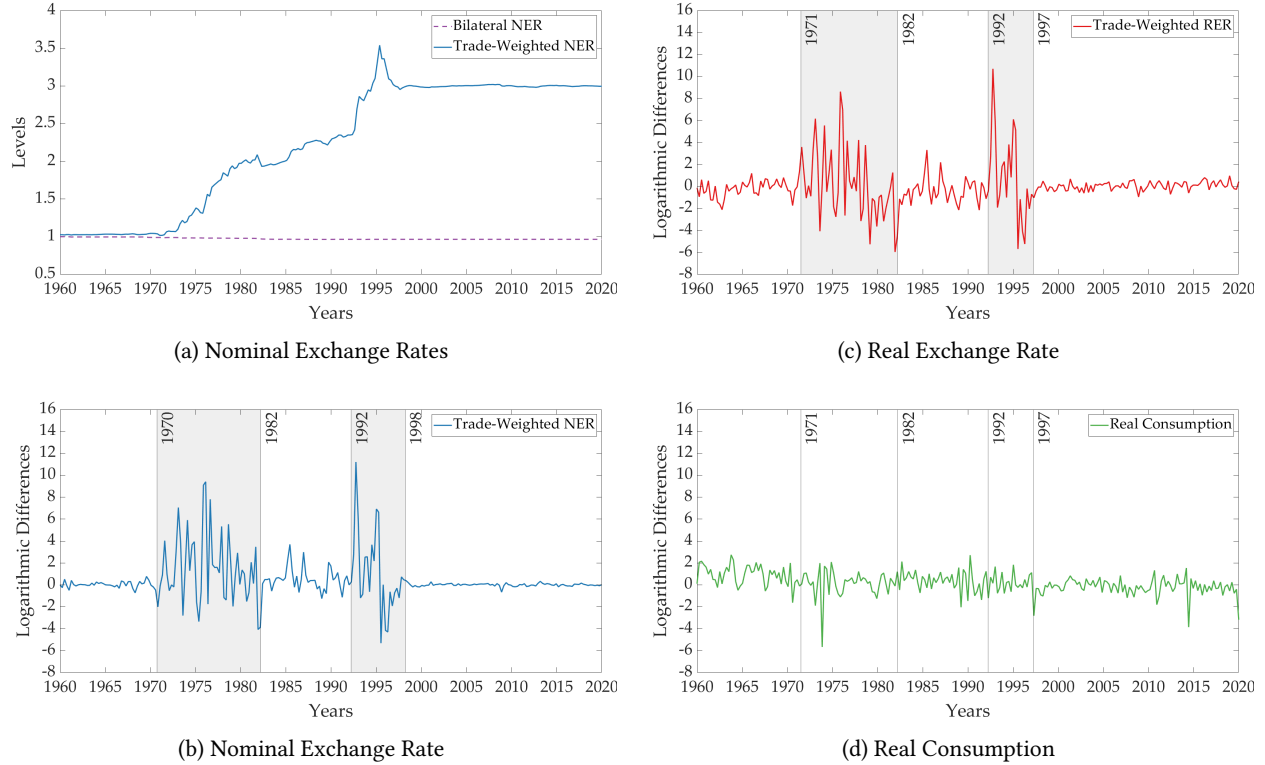 4
3.5
3
2.5
2
1.5
1
0.5
Levels
Bilateral NER
Trade-Weighted NER
1960 1965 1970 1975 1980 1985 1990 1995 2000 2005 2010 2015 2020
Years
(a) Nominal Exchange Rates
16
14
12
10
8
6
4
2
0
-2
-4
-6
-8
Logarithmic Differences
1971
1982
1992
1997
Trade-Weighted RER
1960 1965 1970 1975 1980 1985 1990 1995 2000 2005 2010 2015 2020
Years
(c) Real Exchange Rate
16
14
12
10
8
6
4
2
0
-2
-4
-6
-8
Logarithmic Differences
1970
1982
1992
1998
Trade-Weighted NER
1960 1965 1970 1975 1980 1985 1990 1995 2000 2005 2010 2015 2020
Years
(b) Nominal Exchange Rate
16
14
12
10
8
6
4
2
0
-2
-4
-6
-8
Logarithmic Differences
1971
1982
1992
1997
Real Consumption
1960 1965 1970 1975 1980 1985 1990 1995 2000 2005 2010 2015 2020
Years
(d) Real Consumption